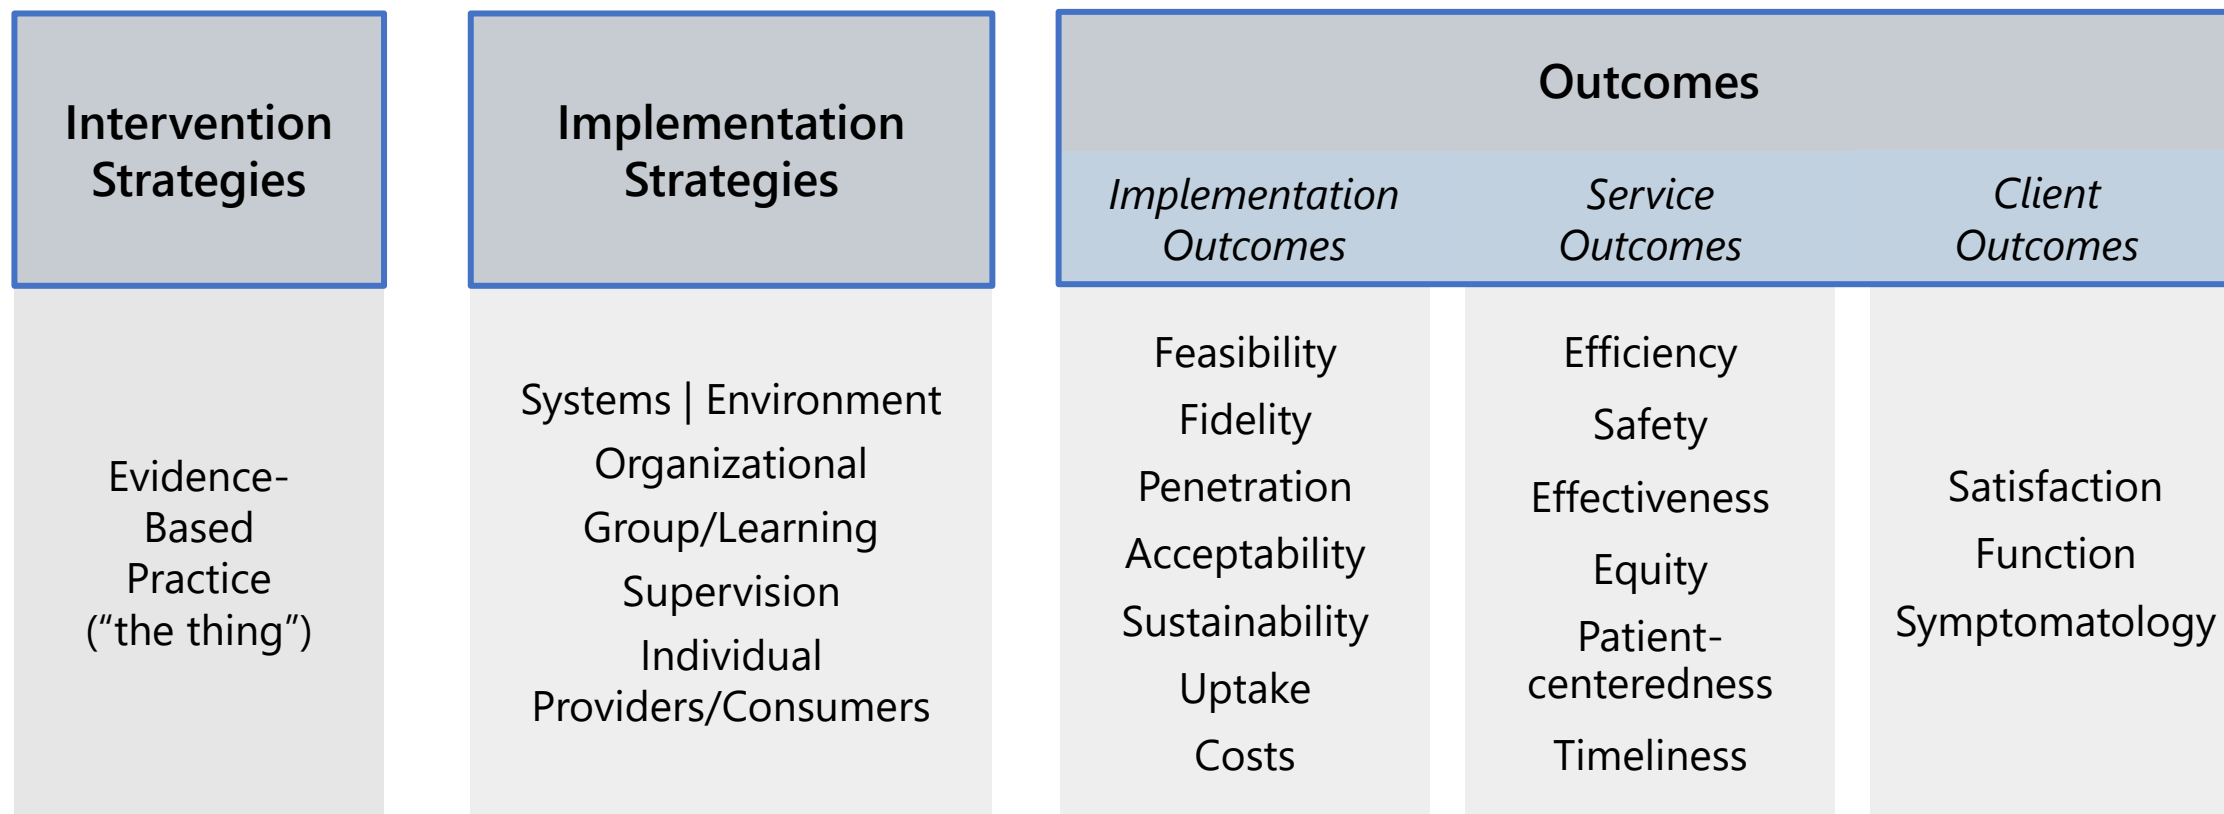 Intervention
Strategies
Evidence-
Based
Practice
(“the thing”)
Implementation
Strategies
Systems | Environment
Organizational
Group/Learning
Supervision
Individual
Providers/Consumers
Outcomes
Implementation
Outcomes
Feasibility
Fidelity
Penetration
Acceptability
Sustainability
Uptake
Costs
Service
Outcomes
Efficiency
Safety
Effectiveness
Equity
Patient-
centeredness
Timeliness
Client
Outcomes
Satisfaction
Function
Symptomatology